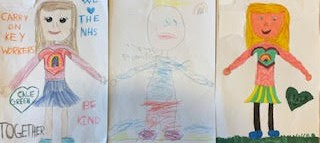 CARRY
ON
KEY
WORKERS
WE
THE
NHS
CALE
GREEN
BE
KIND
TOGETHER